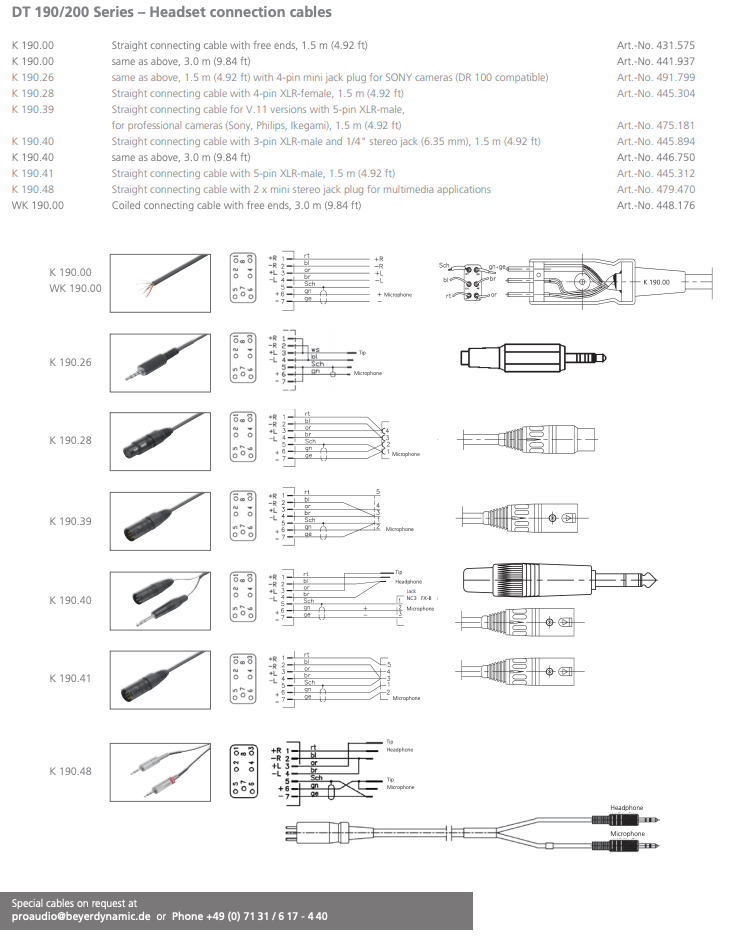 DT 190/200 Series – Headset connection cables
K 190.00 Straight connecting cable with free ends, 1.5 m (4.92 ft) Art.-No. 431.575
K 190.00 same as above, 3.0 m (9.84 ft) Art.-No. 441.937
K 190.26 same as above, 1.5 m (4.92 ft) with 4-pin mini jack plug for SONY cameras (DR 100 compatible) Art.-No. 491.799
K 190.28 Straight connecting cable with 4-pin XLR-female, 1.5 m (4.92 ft) Art.-No. 445.304
K 190.39 Straight connecting cable for V.11 versions with 5-pin XLR-male,
for professional cameras (Sony, Philips, Ikegami), 1.5 m (4.92 ft) Art.-No. 475.181
K 190.40 Straight connecting cable with 3-pin XLR-male and 1/4" stereo jack (6.35 mm), 1.5 m (4.92 ft) Art.-No. 445.894
K 190.40 same as above, 3.0 m (9.84 ft) Art.-No. 446.750
K 190.41 Straight connecting cable with 5-pin XLR-male, 1.5 m (4.92 ft) Art.-No. 445.312
K 190.48 Straight connecting cable with 2 x mini stereo jack plug for multimedia applications Art.-No. 479.470
WK 190.00 Coiled connecting cable with free ends, 3.0 m (9.84 ft) Art.-No. 448.176
K 190.00
WK 190.00
+R 1 rt +R
-R 2 bl -R
+L 3 or +L
-L 4 br -L
5 Sch
+ 6 gn + Microphone
- 7 ge -
Sch gn-ge
bl br
rt or
K 190.00
K 190.26
+R 1
-R 2 ws
+L 3 bl Tip
-L 4 Sch
5 gn
+ 6 Microphone
- 7
K 190.28
+R 1 rt
-R 2 bl
+L 3 or 4
-L 4 br 3
5 Sch 2
+ 6 gn 1
- 7 ge Microphone
K 190.39
+R 1 rt 5
-R 2 bl
+L 3 or 4
-L 4 br
5 Sch
+ 6 gn Microphone
- 7 ge
K 190.40
+R 1 rt Tip
-R 2 bl Headphone
+L 3 or Jack
-L 4 br NC3 FX-B
5 Sch 1
+ 6 gn + 2 Microphone
- 7 ge - 3
K 190.41
+R 1 rt
-R 2 bl 5
+L 3 or 4
-L 4 br 3
5 Sch 1
+ 6 gn 2
- 7 ge Microphone
K 190.48
Tip
+R 1 rt Headphone
-R 2 bl
+L 3 or
-L 4 br
5 Sch Tip
+ 6 gn Microphone
- 7 ge
Headphone
Microphone
Special cables on request at
proaudio@beyerdynamic.de or Phone +49 (0) 71 31 / 6 17 - 4 40